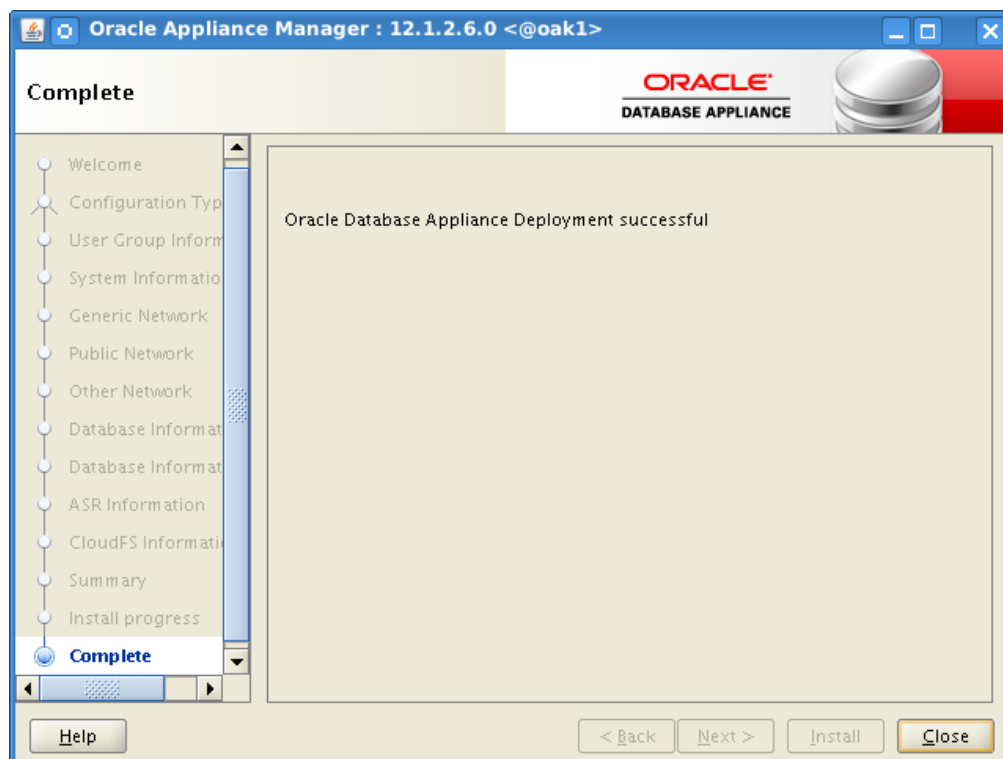 Oracle Appliance Manager : 12.1.2.6.0 <@oak1>
Complete
ORACLE
DATABASE APPLIANCE
Welcome
Configuration Typ
User Group Inform
System Informatio
Generic Network
Public Network
Other Network
Database Informat
Database Informat
ASR Information
CloudFS Informati
Summary
Install progress
Complete
Oracle Database Appliance Deployment successful
Help
< Back
Next >
Install
Close